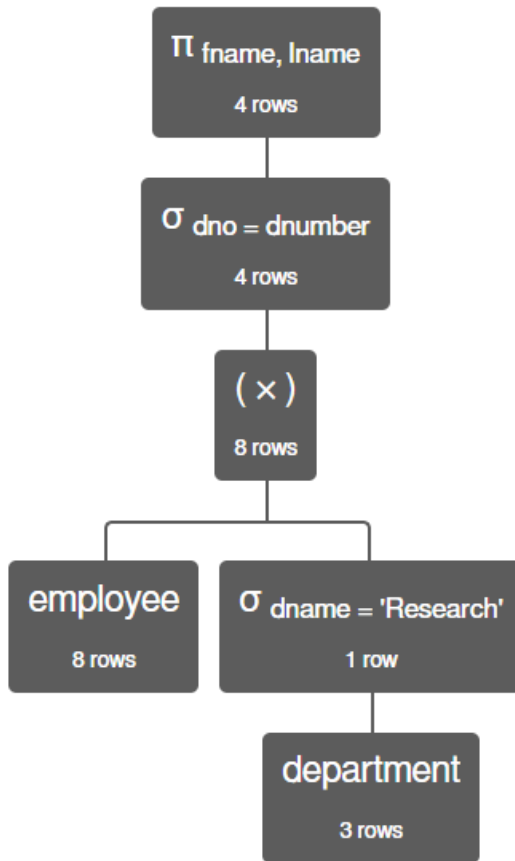 π fname, lname
4 rows
σ dno = dnumber
4 rows
( × )
8 rows
employee
8 rows
σ dname = 'Research'
1 row
department
3 rows